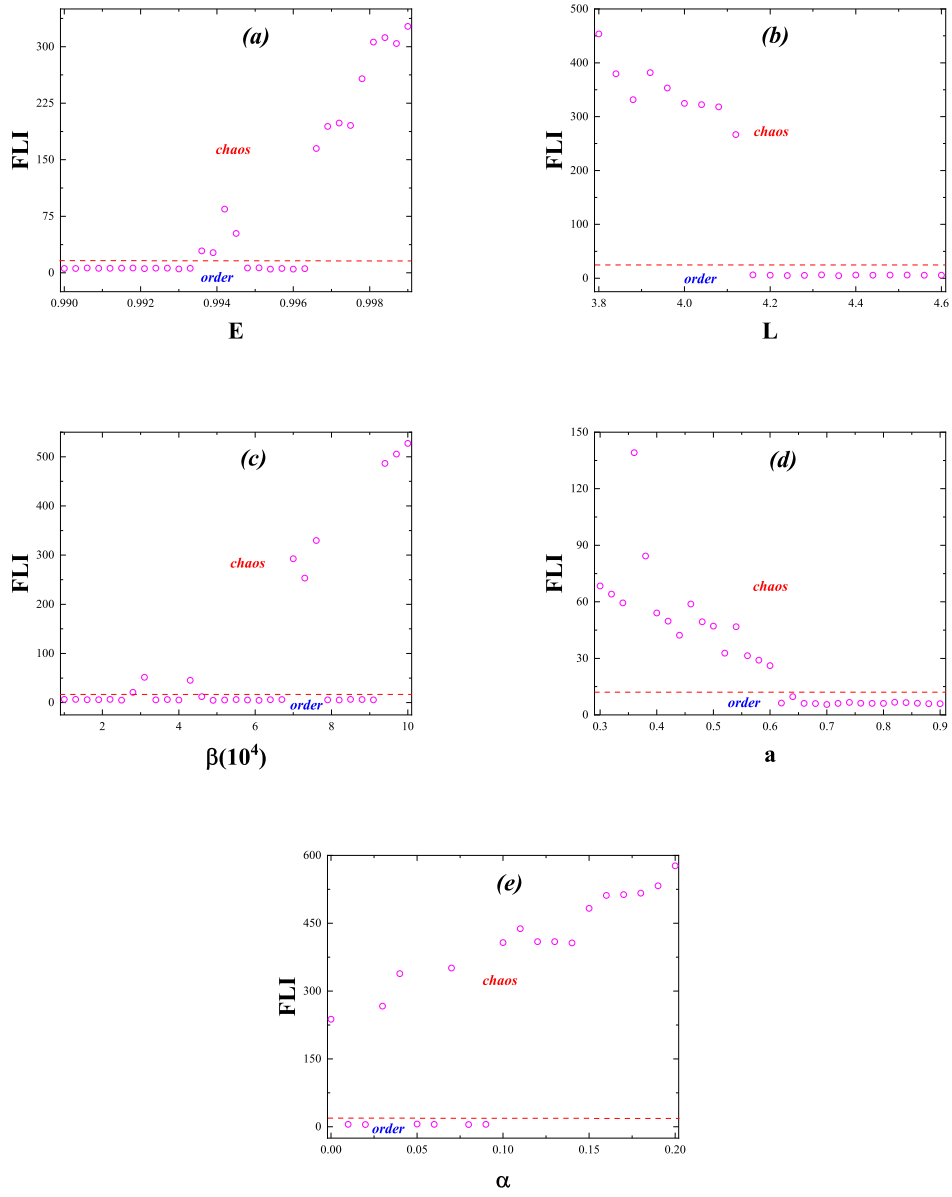 (a)
FLI
300
225
150
75
0
chaos
order
0.990 0.992 0.994 0.996 0.998
E
(b)
FLI
500
400
300
200
100
0
chaos
order
3.8 4.0 4.2 4.4 4.6
L
(c)
FLI
500
400
300
200
100
0
chaos
order
2 4 6 8 10
β(10⁴)
(d)
FLI
150
120
90
60
30
0
chaos
order
0.3 0.4 0.5 0.6 0.7 0.8 0.9
a
(e)
FLI
600
450
300
150
0
chaos
order
0.00 0.05 0.10 0.15 0.20
α